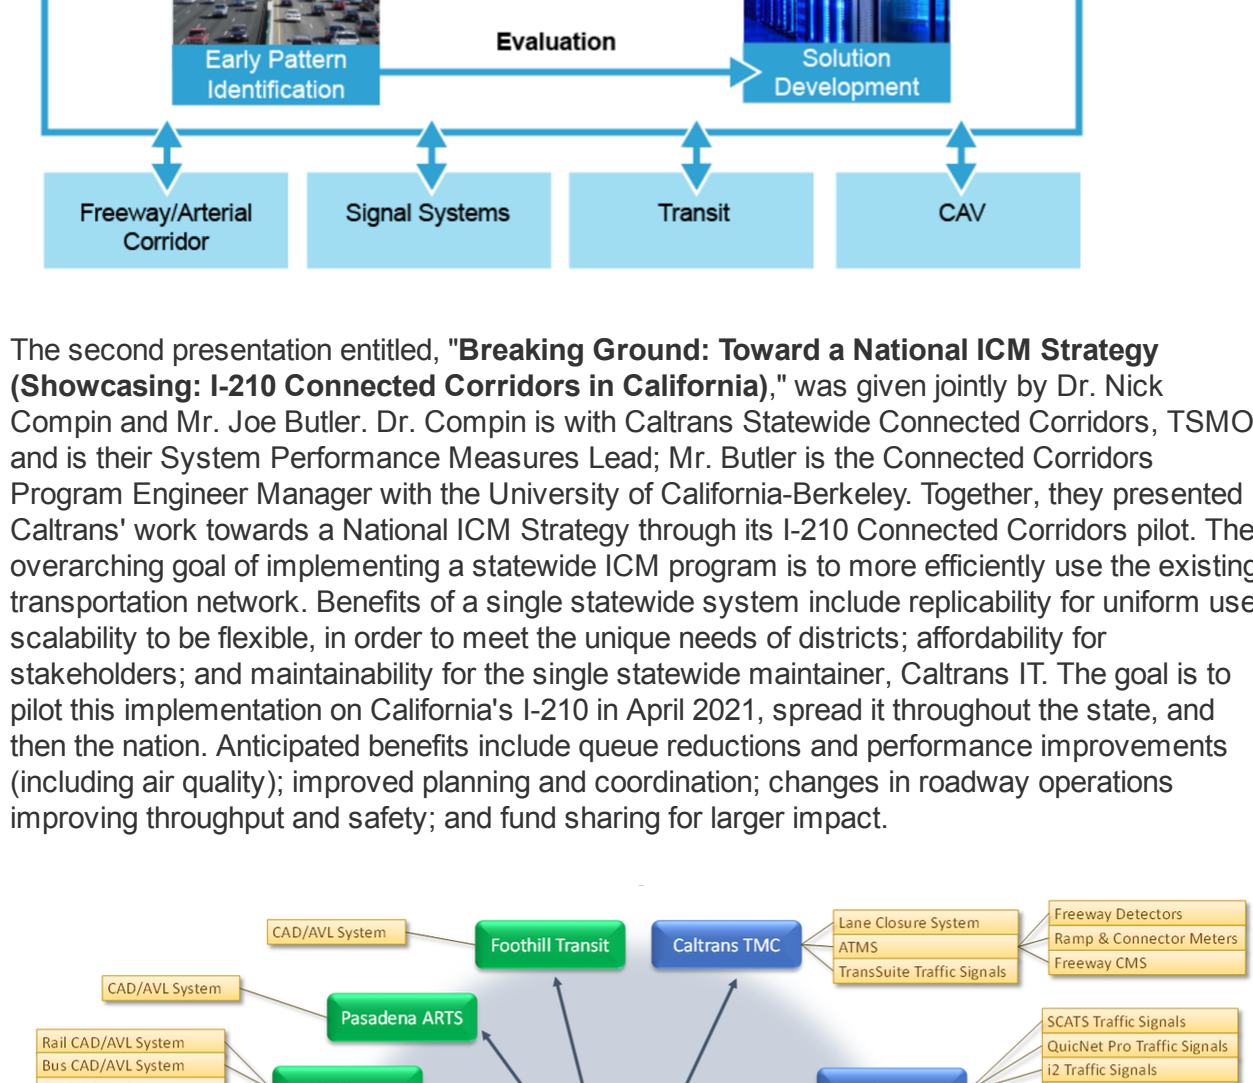 Evaluation
Early Pattern
Identification
Solution
Development
Freeway/Arterial
Corridor
Signal Systems
Transit
CAV
The second presentation entitled, "Breaking Ground: Toward a National ICM Strategy
(Showcasing: I-210 Connected Corridors in California)," was given jointly by Dr. Nick
Compin and Mr. Joe Butler. Dr. Compin is with Caltrans Statewide Connected Corridors, TSMO
and is their System Performance Measures Lead; Mr. Butler is the Connected Corridors
Program Engineer Manager with the University of California-Berkeley. Together, they presented
Caltrans' work towards a National ICM Strategy through its I-210 Connected Corridors pilot. The
overarching goal of implementing a statewide ICM program is to more efficiently use the existing
transportation network. Benefits of a single statewide system include replicability for uniform use
scalability to be flexible, in order to meet the unique needs of districts; affordability for
stakeholders; and maintainability for the single statewide maintainer, Caltrans IT. The goal is to
pilot this implementation on California's I-210 in April 2021, spread it throughout the state, and
then the nation. Anticipated benefits include queue reductions and performance improvements
(including air quality); improved planning and coordination; changes in roadway operations
improving throughput and safety; and fund sharing for larger impact.
CAD/AVL System
Foothill Transit
Caltrans TMC
Lane Closure System
ATMS
TransSuite Traffic Signals
Freeway Detectors
Ramp & Connector Meters
Freeway CMS
CAD/AVL System
Pasadena ARTS
Rail CAD/AVL System
Bus CAD/AVL System
SCATS Traffic Signals
QuicNet Pro Traffic Signals
i2 Traffic Signals